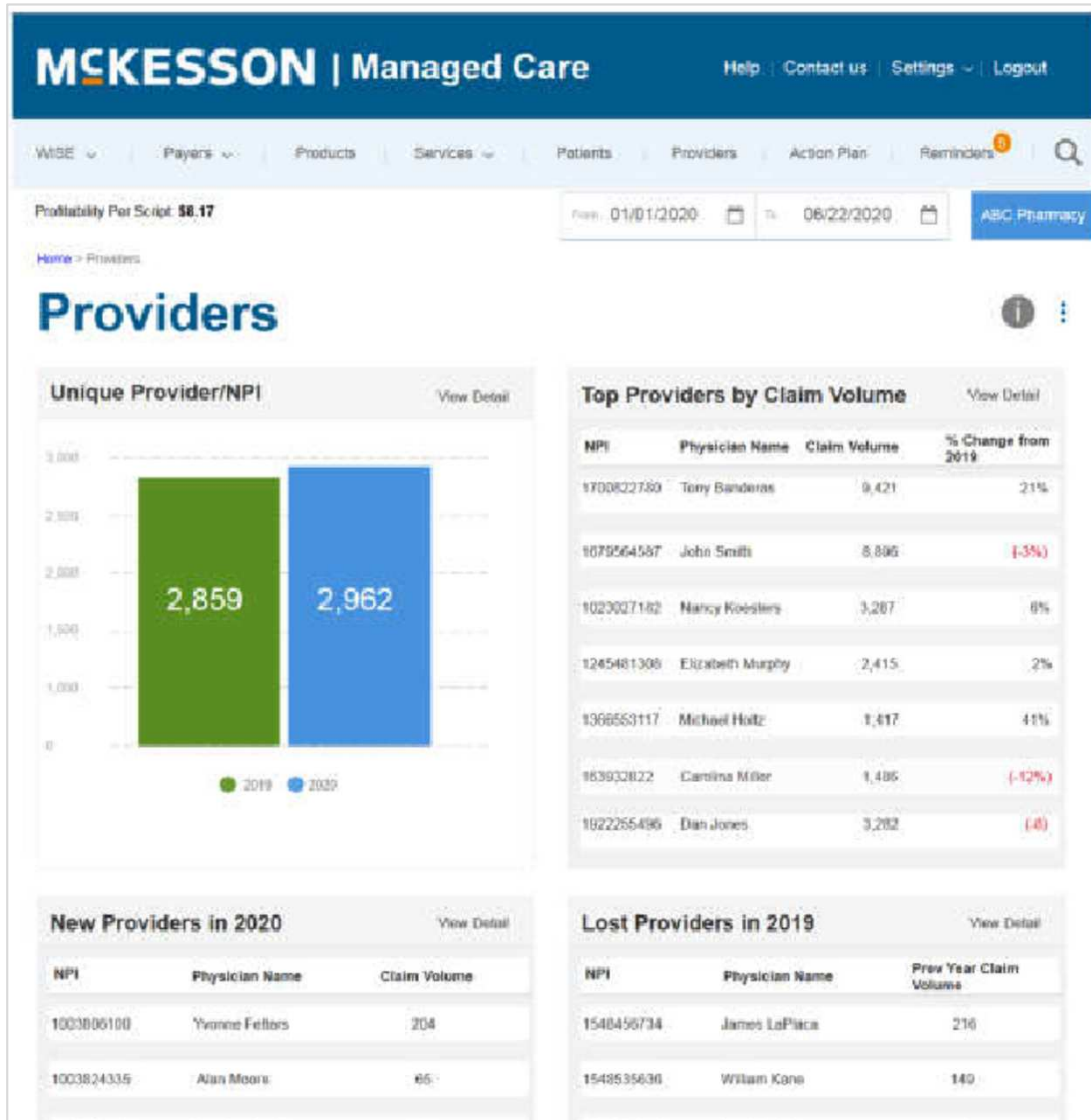 MCKESSON | Managed Care
Help | Contact us | Settings | Logout
WISE | Payers | Products | Services | Patients | Providers | Action Plan | Reminders
Profitability Per Script: $8.17
From 01/01/2020 To 06/22/2020 ABC Pharmacy
Home > Providers
Providers
Unique Provider/NPI View Detail
3,000
2,500
2,000
1,500
1,000
0
2,859 2,962
2019 2020
Top Providers by Claim Volume View Detail
NPI Physician Name Claim Volume % Change from 2019
1700822780 Tony Banderas 9,421 21%
1679564587 John Smith 8,896 (-3%)
1023027182 Nancy Koesters 3,287 6%
1245481306 Elizabeth Murphy 2,415 2%
1366553117 Michael Holtz 1,417 41%
163932822 Carolina Miller 1,486 (-12%)
1922255496 Dan Jones 3,282 (-8)
New Providers in 2020 View Detail
NPI Physician Name Claim Volume
1003806100 Yvonne Fetters 204
1003824335 Alan Moore 65
Lost Providers in 2019 View Detail
NPI Physician Name Prev Year Claim Volume
1548456734 James LaPlaca 216
1548535636 William Kane 149